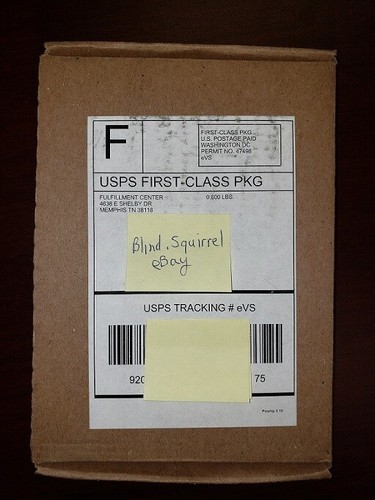 F
FIRST-CLASS PKG
U.S. POSTAGE PAID
WASHINGTON DC
PERMIT NO. 47498
eVS
USPS FIRST-CLASS PKG
FULFILLMENT CENTER 0.600 LBS.
4636 E SHELBY DR
MEMPHIS TN 38118
Blind.Squirrel
eBay
USPS TRACKING # eVS
920
75